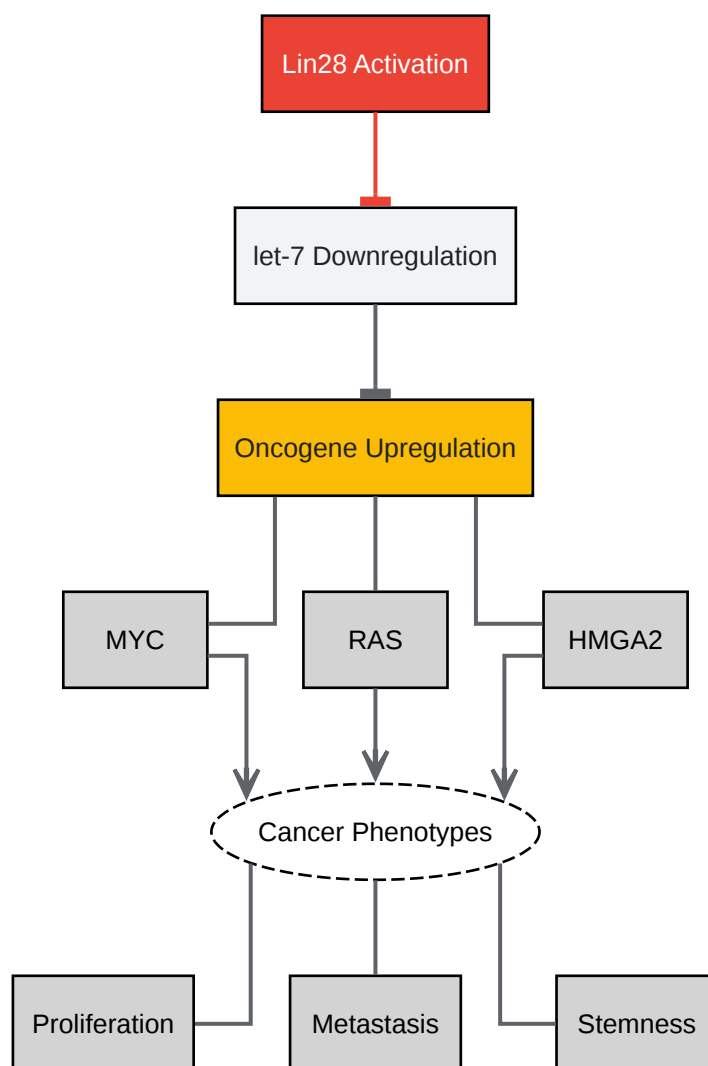 Lin28 Activation
let-7 Downregulation
Oncogene Upregulation
MYC
RAS
HMGA2
Cancer Phenotypes
Proliferation
Metastasis
Stemness